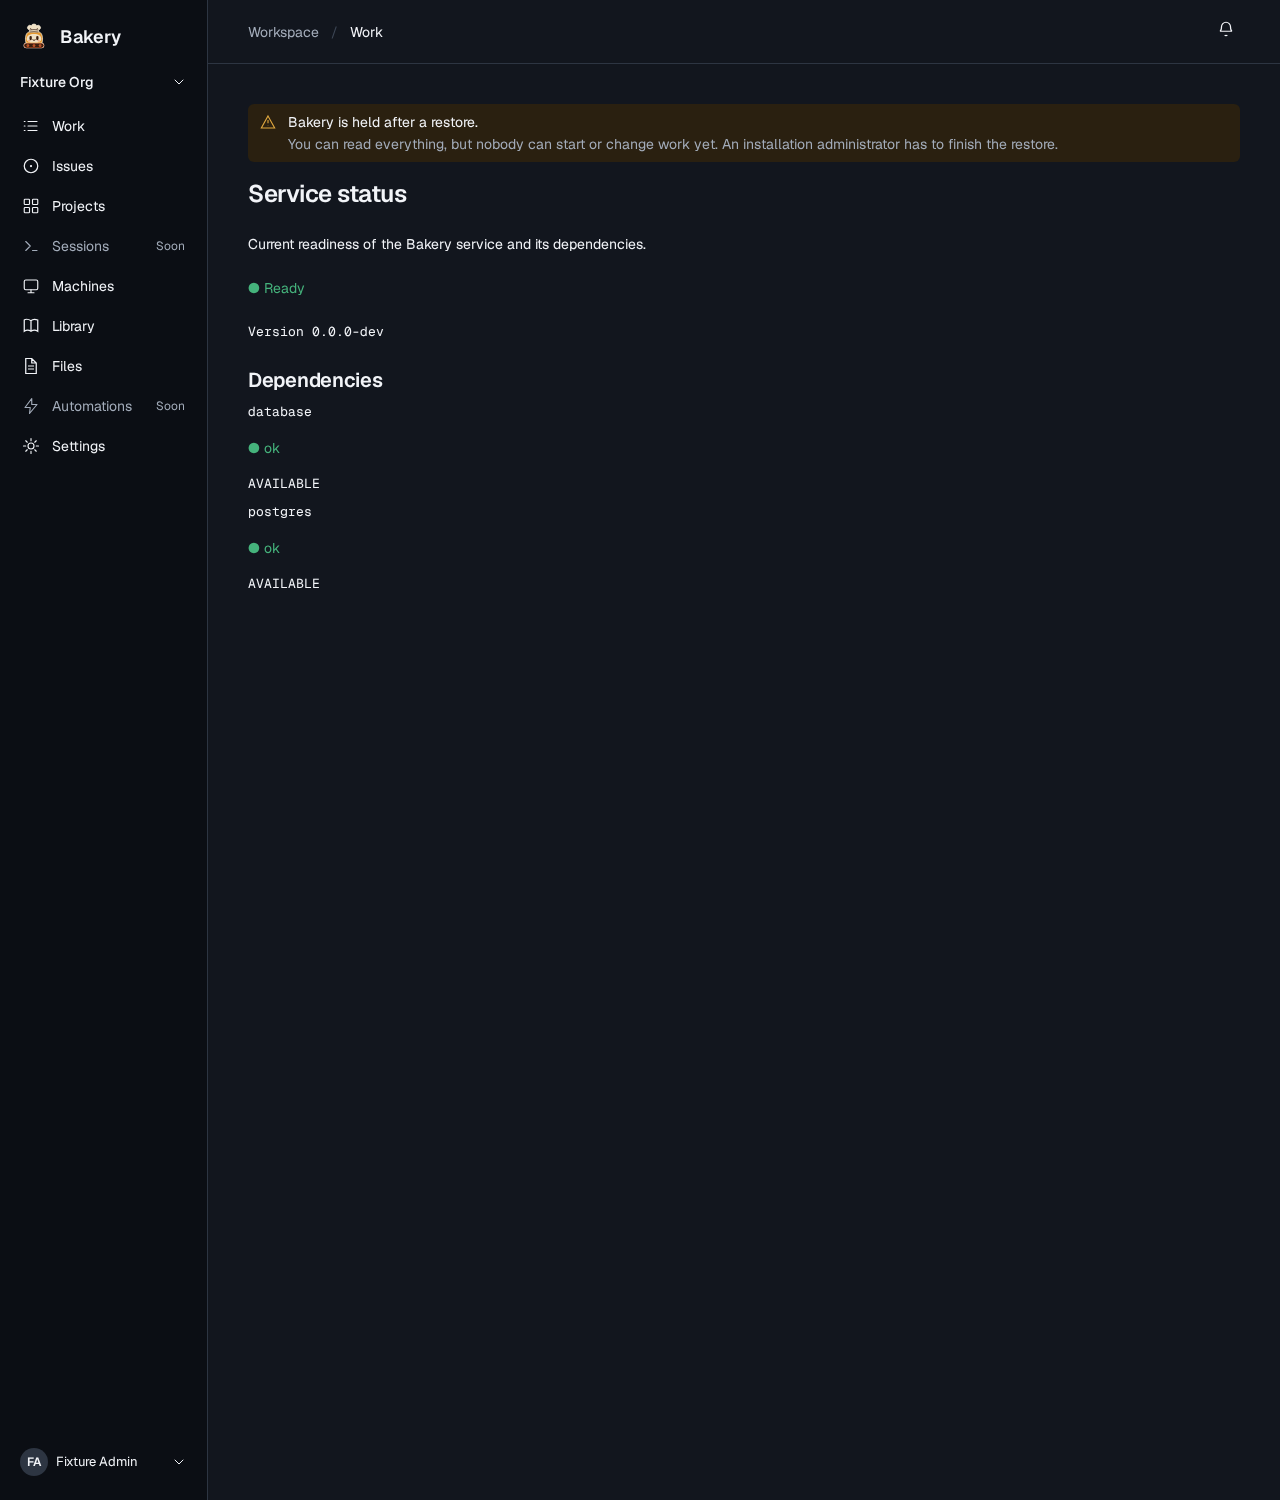 Bakery
Fixture Org
Work
Issues
Projects
Sessions Soon
Machines
Library
Files
Automations Soon
Settings
FA Fixture Admin
Workspace / Work
Bakery is held after a restore.
You can read everything, but nobody can start or change work yet. An installation administrator has to finish the restore.
Service status
Current readiness of the Bakery service and its dependencies.
Ready
Version 0.0.0-dev
Dependencies
database
ok
AVAILABLE
postgres
ok
AVAILABLE